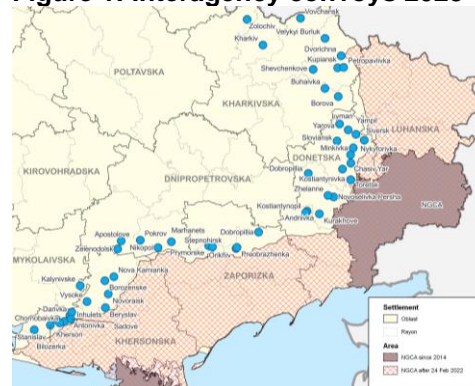 Figure 1: Interagency convoys 2023
Vovchansk
Zolochiv
Velykyi Burluk
Kharkiv
Dvorichna
Kupiansk
Petropavlivka
Shevchenkove
POLTAVSKA
Buhaivka
KHARKIVSKA
Borova
Lyman
Yampil
Yarova
Siversk
LUHANSKA
Sloviansk
Nykyforivka
Minkivka
DONETSKA
KIROVOHRADSKA
Dobropillia
Chasiv Yar
DNIPROPETROVSKA
Kostiantynivka
Toretsk
Zhelanne
NGCA
Novoselivka Persha
Kostiantynopil
Andriivka
Kurakhove
Apostolove
Pokrov
Marhanets
Dobropillia
Stepnohirsk
Zelenodolsk
Nikopol
Prymorske
Orikhiv
Preobrazhenka
MYKOLAIVSKA
Nova Kamianka
Kalynivske
ZAPORIZKA
Borozenske
Vysoke
Novoraisk
Darivka
Inhulets
Beryslav
Chornobaivka
Antonivka
Sadove
Kherson
Stanislav
Bilozerka
KHERSONSKA
Settlement
Oblast
Rayon
Area
NGCA since 2014
NGCA after 24 Feb 2022